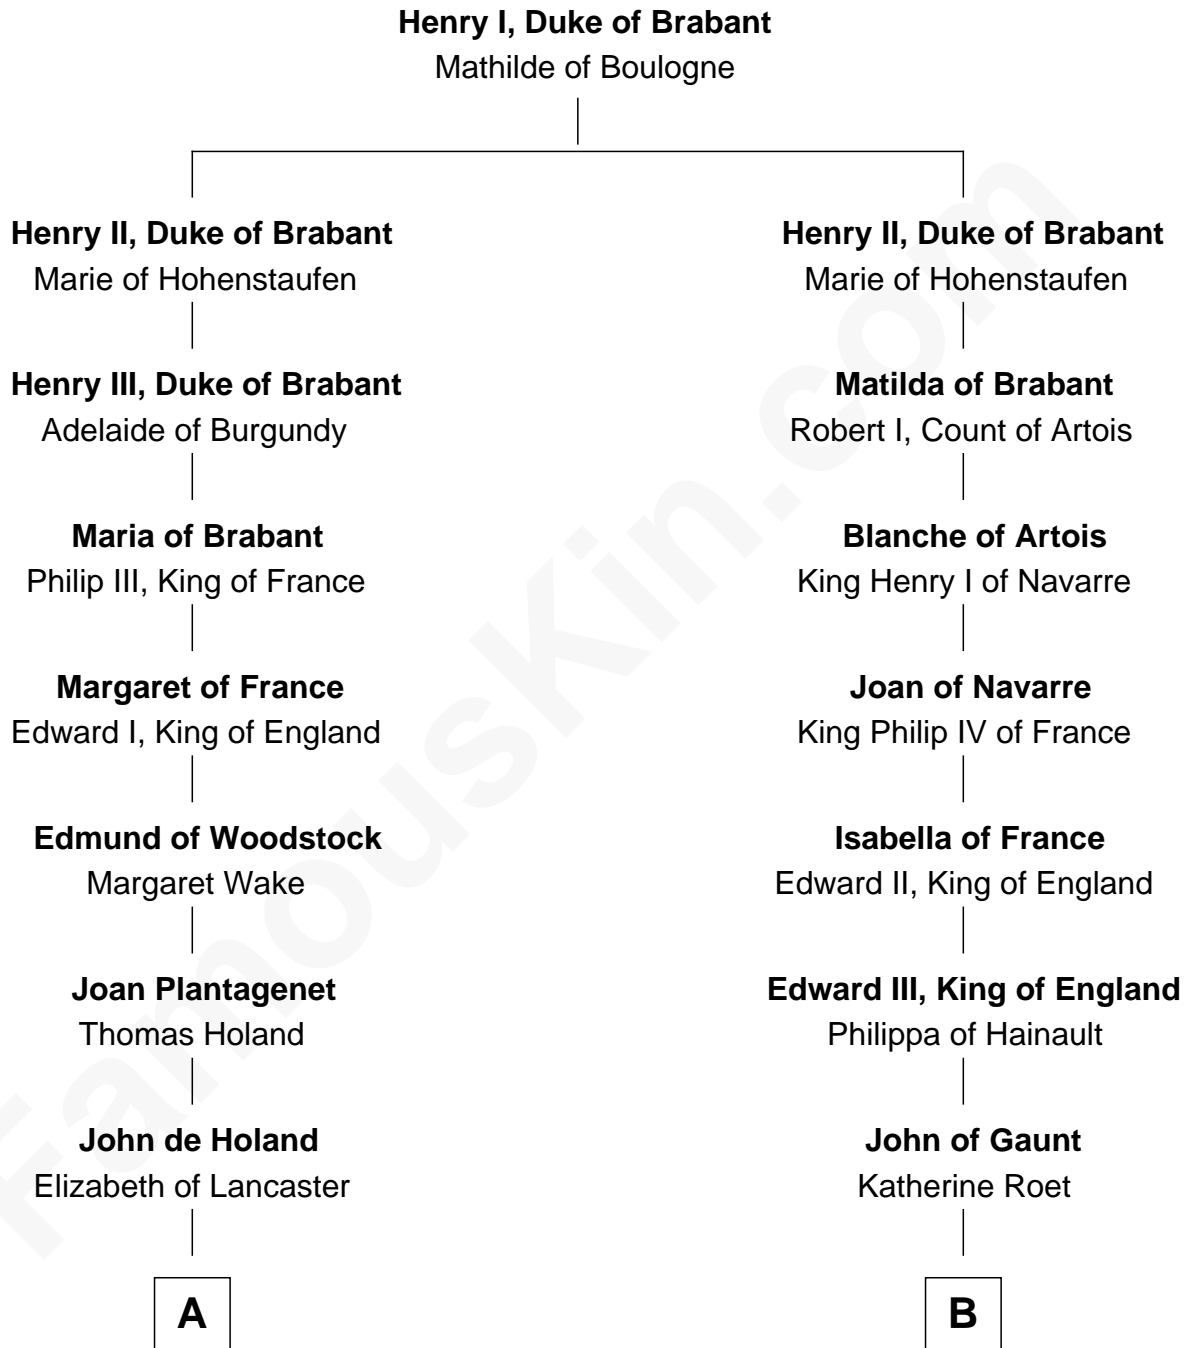 Henry I, Duke of Brabant
Mathilde of Boulogne
Henry II, Duke of Brabant
Marie of Hohenstaufen
Henry III, Duke of Brabant
Adelaide of Burgundy
Maria of Brabant
Philip III, King of France
Margaret of France
Edward I, King of England
Edmund of Woodstock
Margaret Wake
Joan Plantagenet
Thomas Holand
John de Holand
Elizabeth of Lancaster
A
Henry II, Duke of Brabant
Marie of Hohenstaufen
Matilda of Brabant
Robert I, Count of Artois
Blanche of Artois
King Henry I of Navarre
Joan of Navarre
King Philip IV of France
Isabella of France
Edward II, King of England
Edward III, King of England
Philippa of Hainault
John of Gaunt
Katherine Roet
B
FamousKin.com